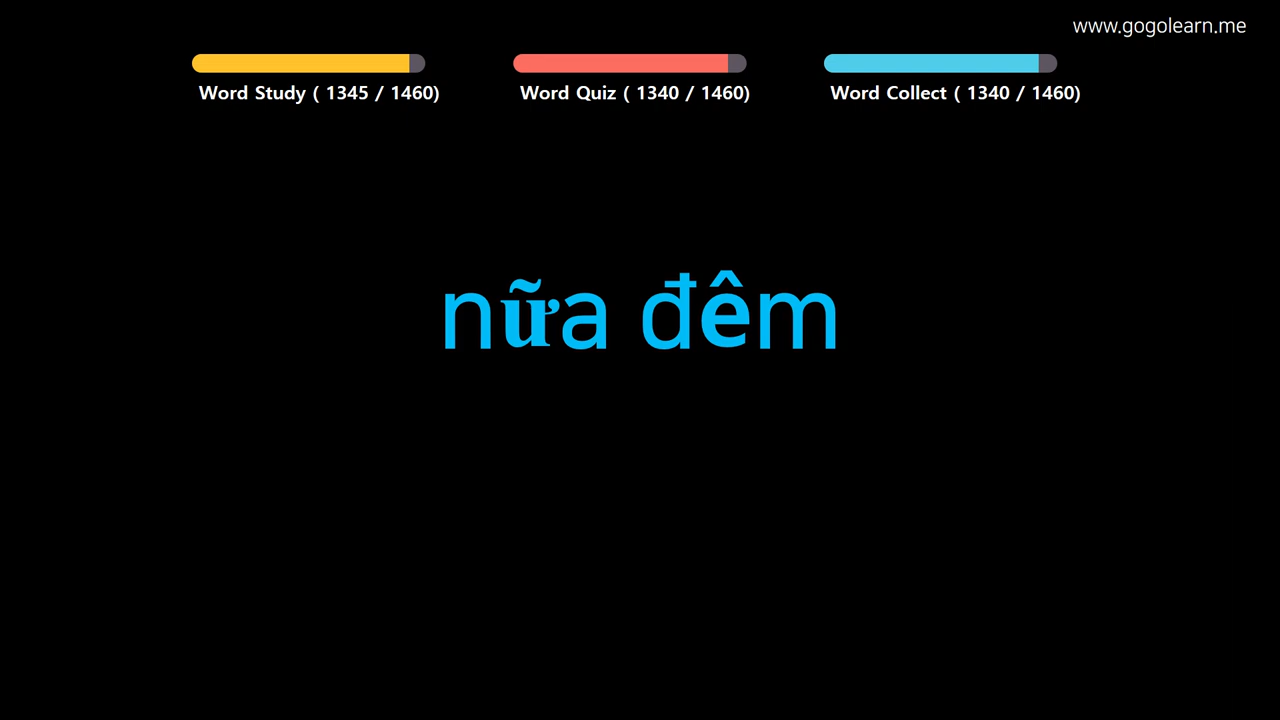 www.gogolearn.me
Word Study ( 1345 / 1460)
Word Quiz ( 1340 / 1460)
Word Collect ( 1340 / 1460)
nữa đêm